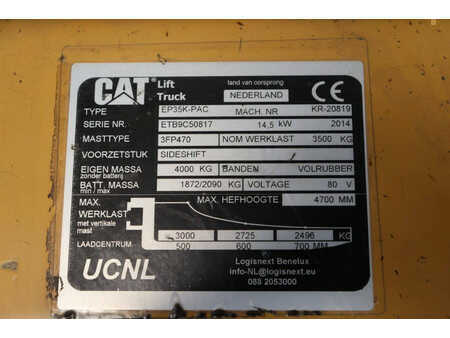 CAT Lift Truck land van oorsprong NEDERLAND CE
TYPE EP35K-PAC MACH. NR KR-20819
SERIE NR. ETB9C50817 14,5 kW 2014
MASTTYPE 3FP470 NOM WERKLAST 3500 KG
VOORZETSTUK SIDESHIFT
EIGEN MASSA zonder batterij 4000 KG BANDEN VOLRUBBER
BATT. MASSA min / max 1872/2090 KG VOLTAGE 80 V
MAX. HEFHOOGTE 4700 MM
MAX.
WERKLAST
met vertikale
mast 3000 2725 2496 KG
LAADCENTRUM 500 600 700 MM
UCNL
Logisnext Benelux
info-NL@logisnext.eu
088 2053000